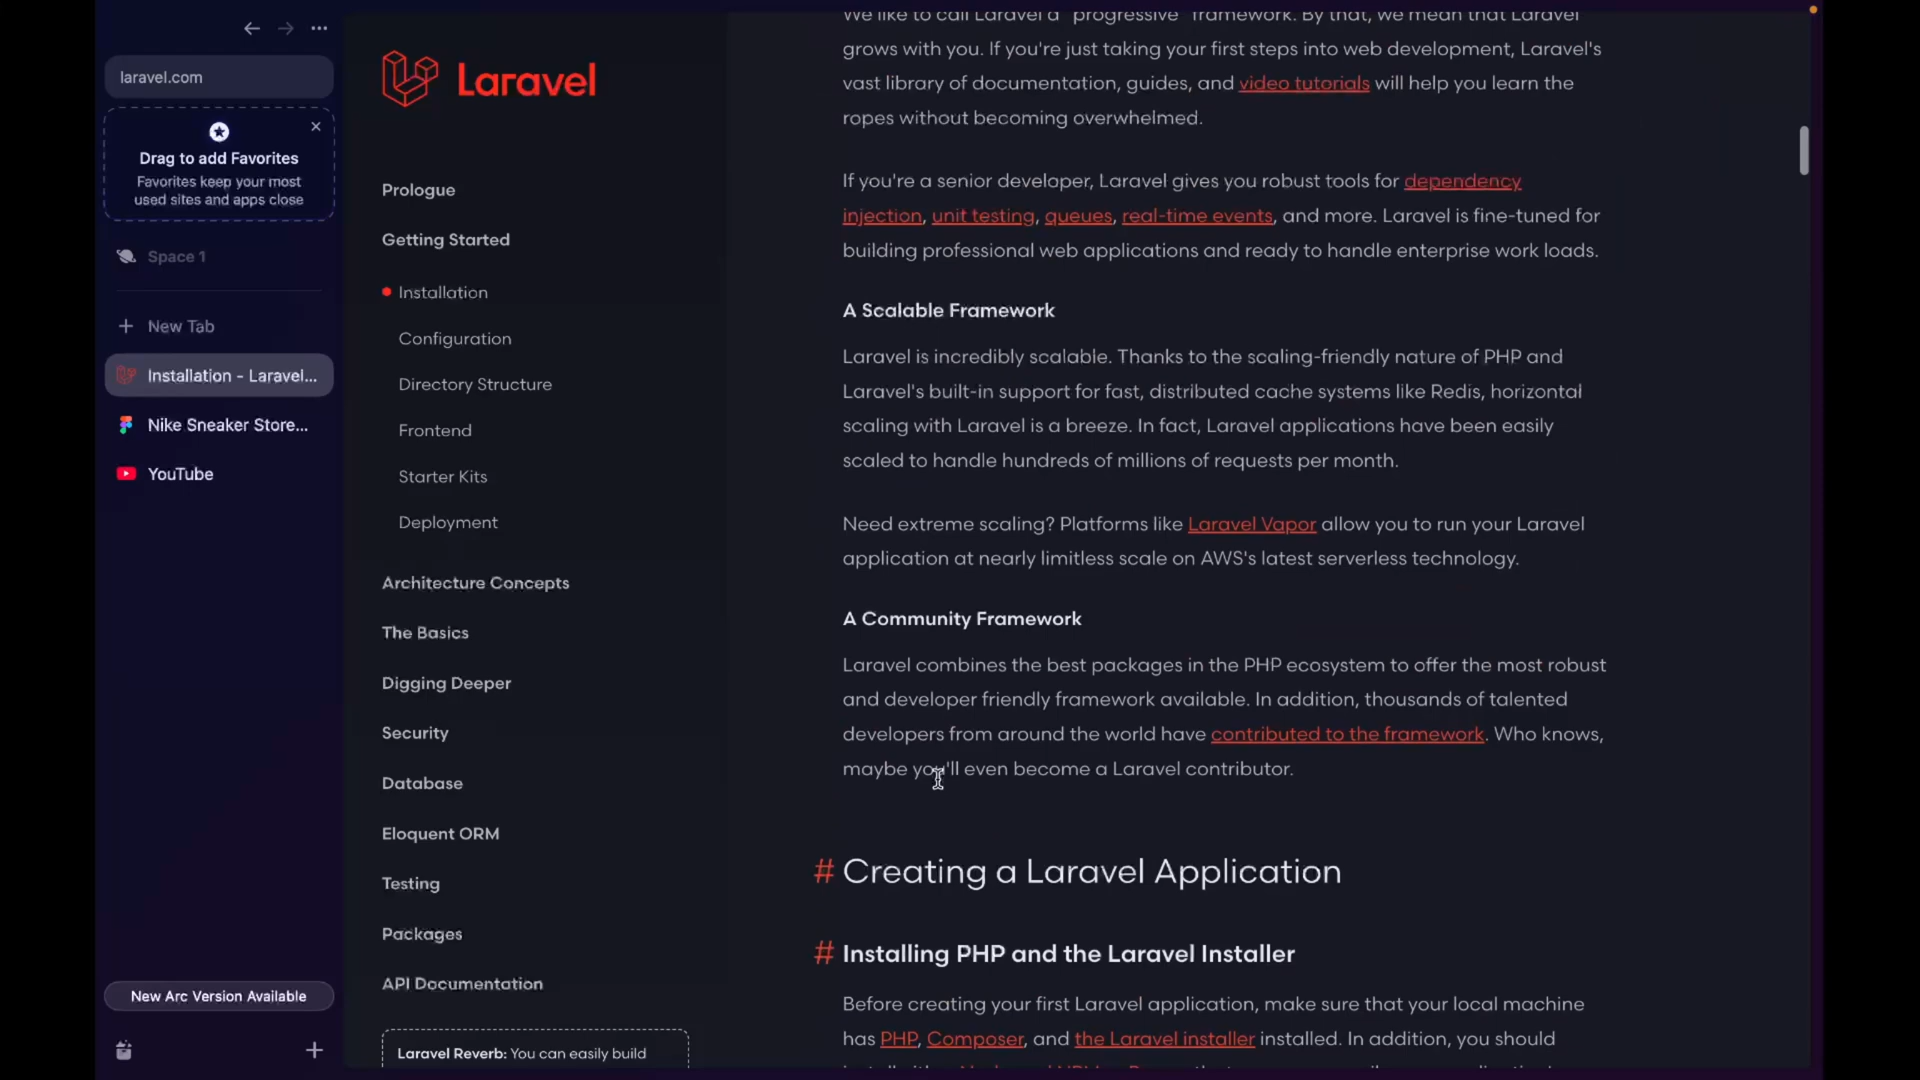 laravel.com
Drag to add Favorites
Favorites keep your most
used sites and apps close
Space 1
New Tab
Installation - Laravel...
Nike Sneaker Store...
YouTube
New Arc Version Available
Laravel
Prologue
Getting Started
Installation
Configuration
Directory Structure
Frontend
Starter Kits
Deployment
Architecture Concepts
The Basics
Digging Deeper
Security
Database
Eloquent ORM
Testing
Packages
API Documentation
Laravel Reverb: You can easily build
We like to call Laravel a "progressive" framework. By that, we mean that Laravel
grows with you. If you're just taking your first steps into web development, Laravel's
vast library of documentation, guides, and video tutorials will help you learn the
ropes without becoming overwhelmed.
If you're a senior developer, Laravel gives you robust tools for dependency
injection, unit testing, queues, real-time events, and more. Laravel is fine-tuned for
building professional web applications and ready to handle enterprise work loads.
A Scalable Framework
Laravel is incredibly scalable. Thanks to the scaling-friendly nature of PHP and
Laravel's built-in support for fast, distributed cache systems like Redis, horizontal
scaling with Laravel is a breeze. In fact, Laravel applications have been easily
scaled to handle hundreds of millions of requests per month.
Need extreme scaling? Platforms like Laravel Vapor allow you to run your Laravel
application at nearly limitless scale on AWS's latest serverless technology.
A Community Framework
Laravel combines the best packages in the PHP ecosystem to offer the most robust
and developer friendly framework available. In addition, thousands of talented
developers from around the world have contributed to the framework. Who knows,
maybe you'll even become a Laravel contributor.
# Creating a Laravel Application
# Installing PHP and the Laravel Installer
Before creating your first Laravel application, make sure that your local machine
has PHP, Composer, and the Laravel installer installed. In addition, you should